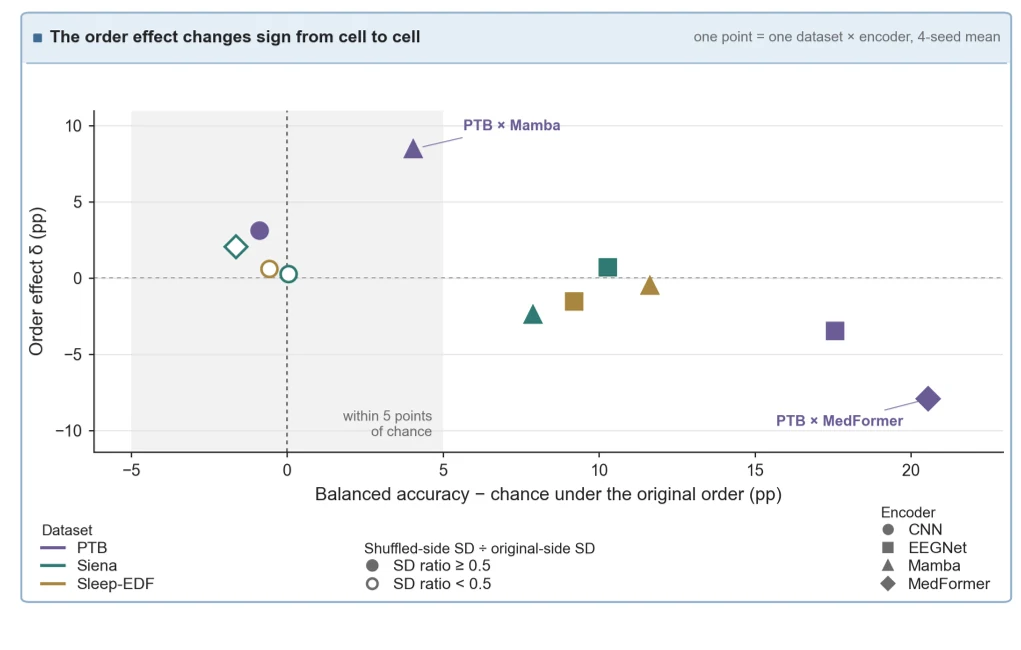 The order effect changes sign from cell to cell
one point = one dataset × encoder, 4-seed mean
10
5
0
−5
−10
Order effect δ (pp)
PTB × Mamba
PTB × MedFormer
within 5 points
of chance
−5
0
5
10
15
20
Balanced accuracy − chance under the original order (pp)
Dataset
PTB
Siena
Sleep-EDF
Shuffled-side SD ÷ original-side SD
SD ratio ≥ 0.5
SD ratio < 0.5
Encoder
CNN
EEGNet
Mamba
MedFormer